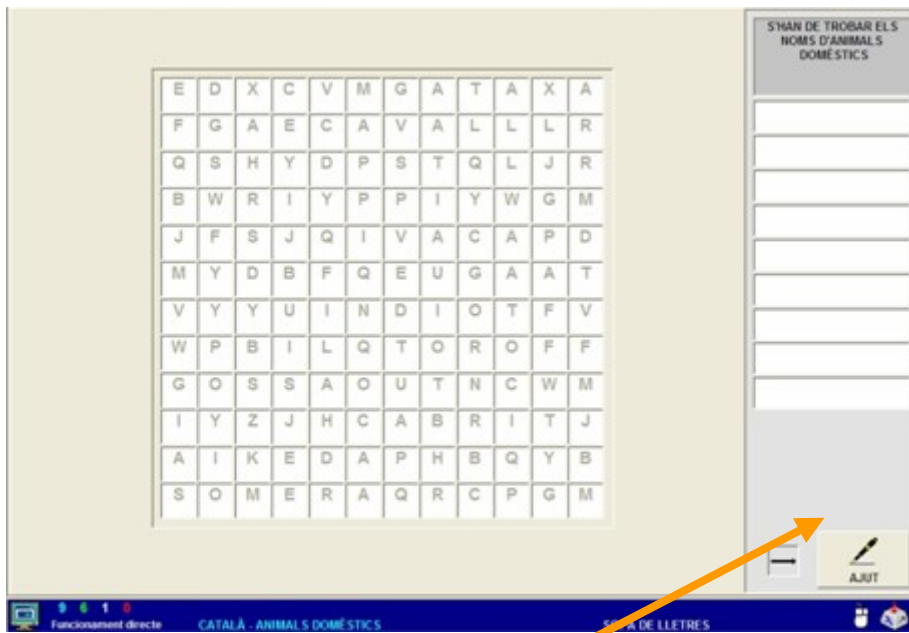 S'HAN DE TROBAR ELS
NOMS D'ANIMALS
DOMÈSTICS
E D X C V M G A T A X A
F G A E C A V A L L L R
Q S H Y D P S T Q L J R
B W R I Y P P I Y W G M
J F S J Q I V A C A P D
M Y D B F Q E U G A A T
V Y Y U I N D I O T F V
W P B I L Q T O R O F F
G O S S A O U T N C W M
I Y Z J H C A B R I T J
A I K E D A P H B Q Y B
S O M E R A Q R C P G M
AJUT
9 6 1 0
Funcionament directe
CATALÀ - ANIMALS DOMÈSTICS
DE LLETRES